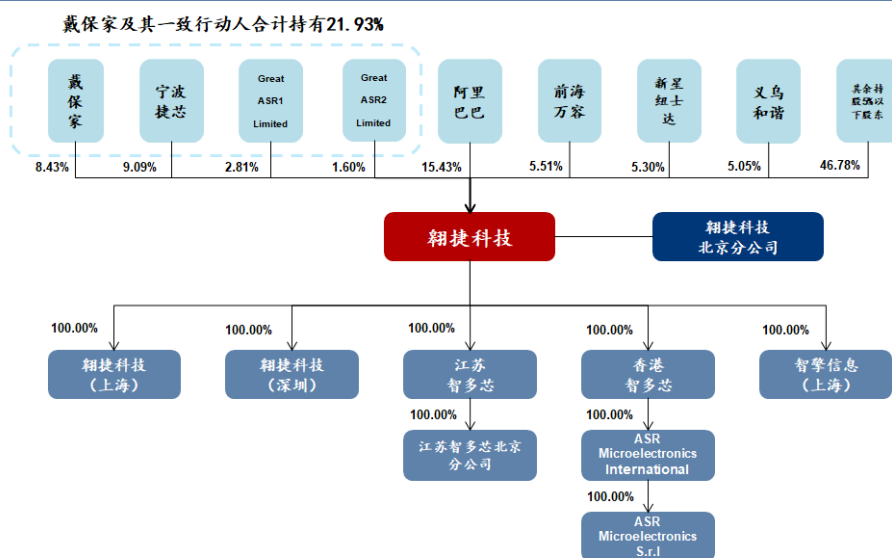 戴保家及其一致行动人合计持有21.93%
戴
保
家
宁波
捷芯
Great
ASR1
Limited
Great
ASR2
Limited
阿里
巴巴
前海
万容
新星
纽士
达
义乌
和谐
其余持
股5%以
下股东
8.43%
9.09%
2.81%
1.60%
15.43%
5.51%
5.30%
5.05%
46.78%
翱捷科技
翱捷科技
北京分公司
100.00%
100.00%
100.00%
100.00%
100.00%
翱捷科技
（上海）
翱捷科技
（深圳）
江苏
智多芯
香港
智多芯
智擎信息
（上海）
100.00%
100.00%
江苏智多芯北京
分公司
ASR
Microelectronics
International
100.00%
ASR
Microelectronics
S.r.l